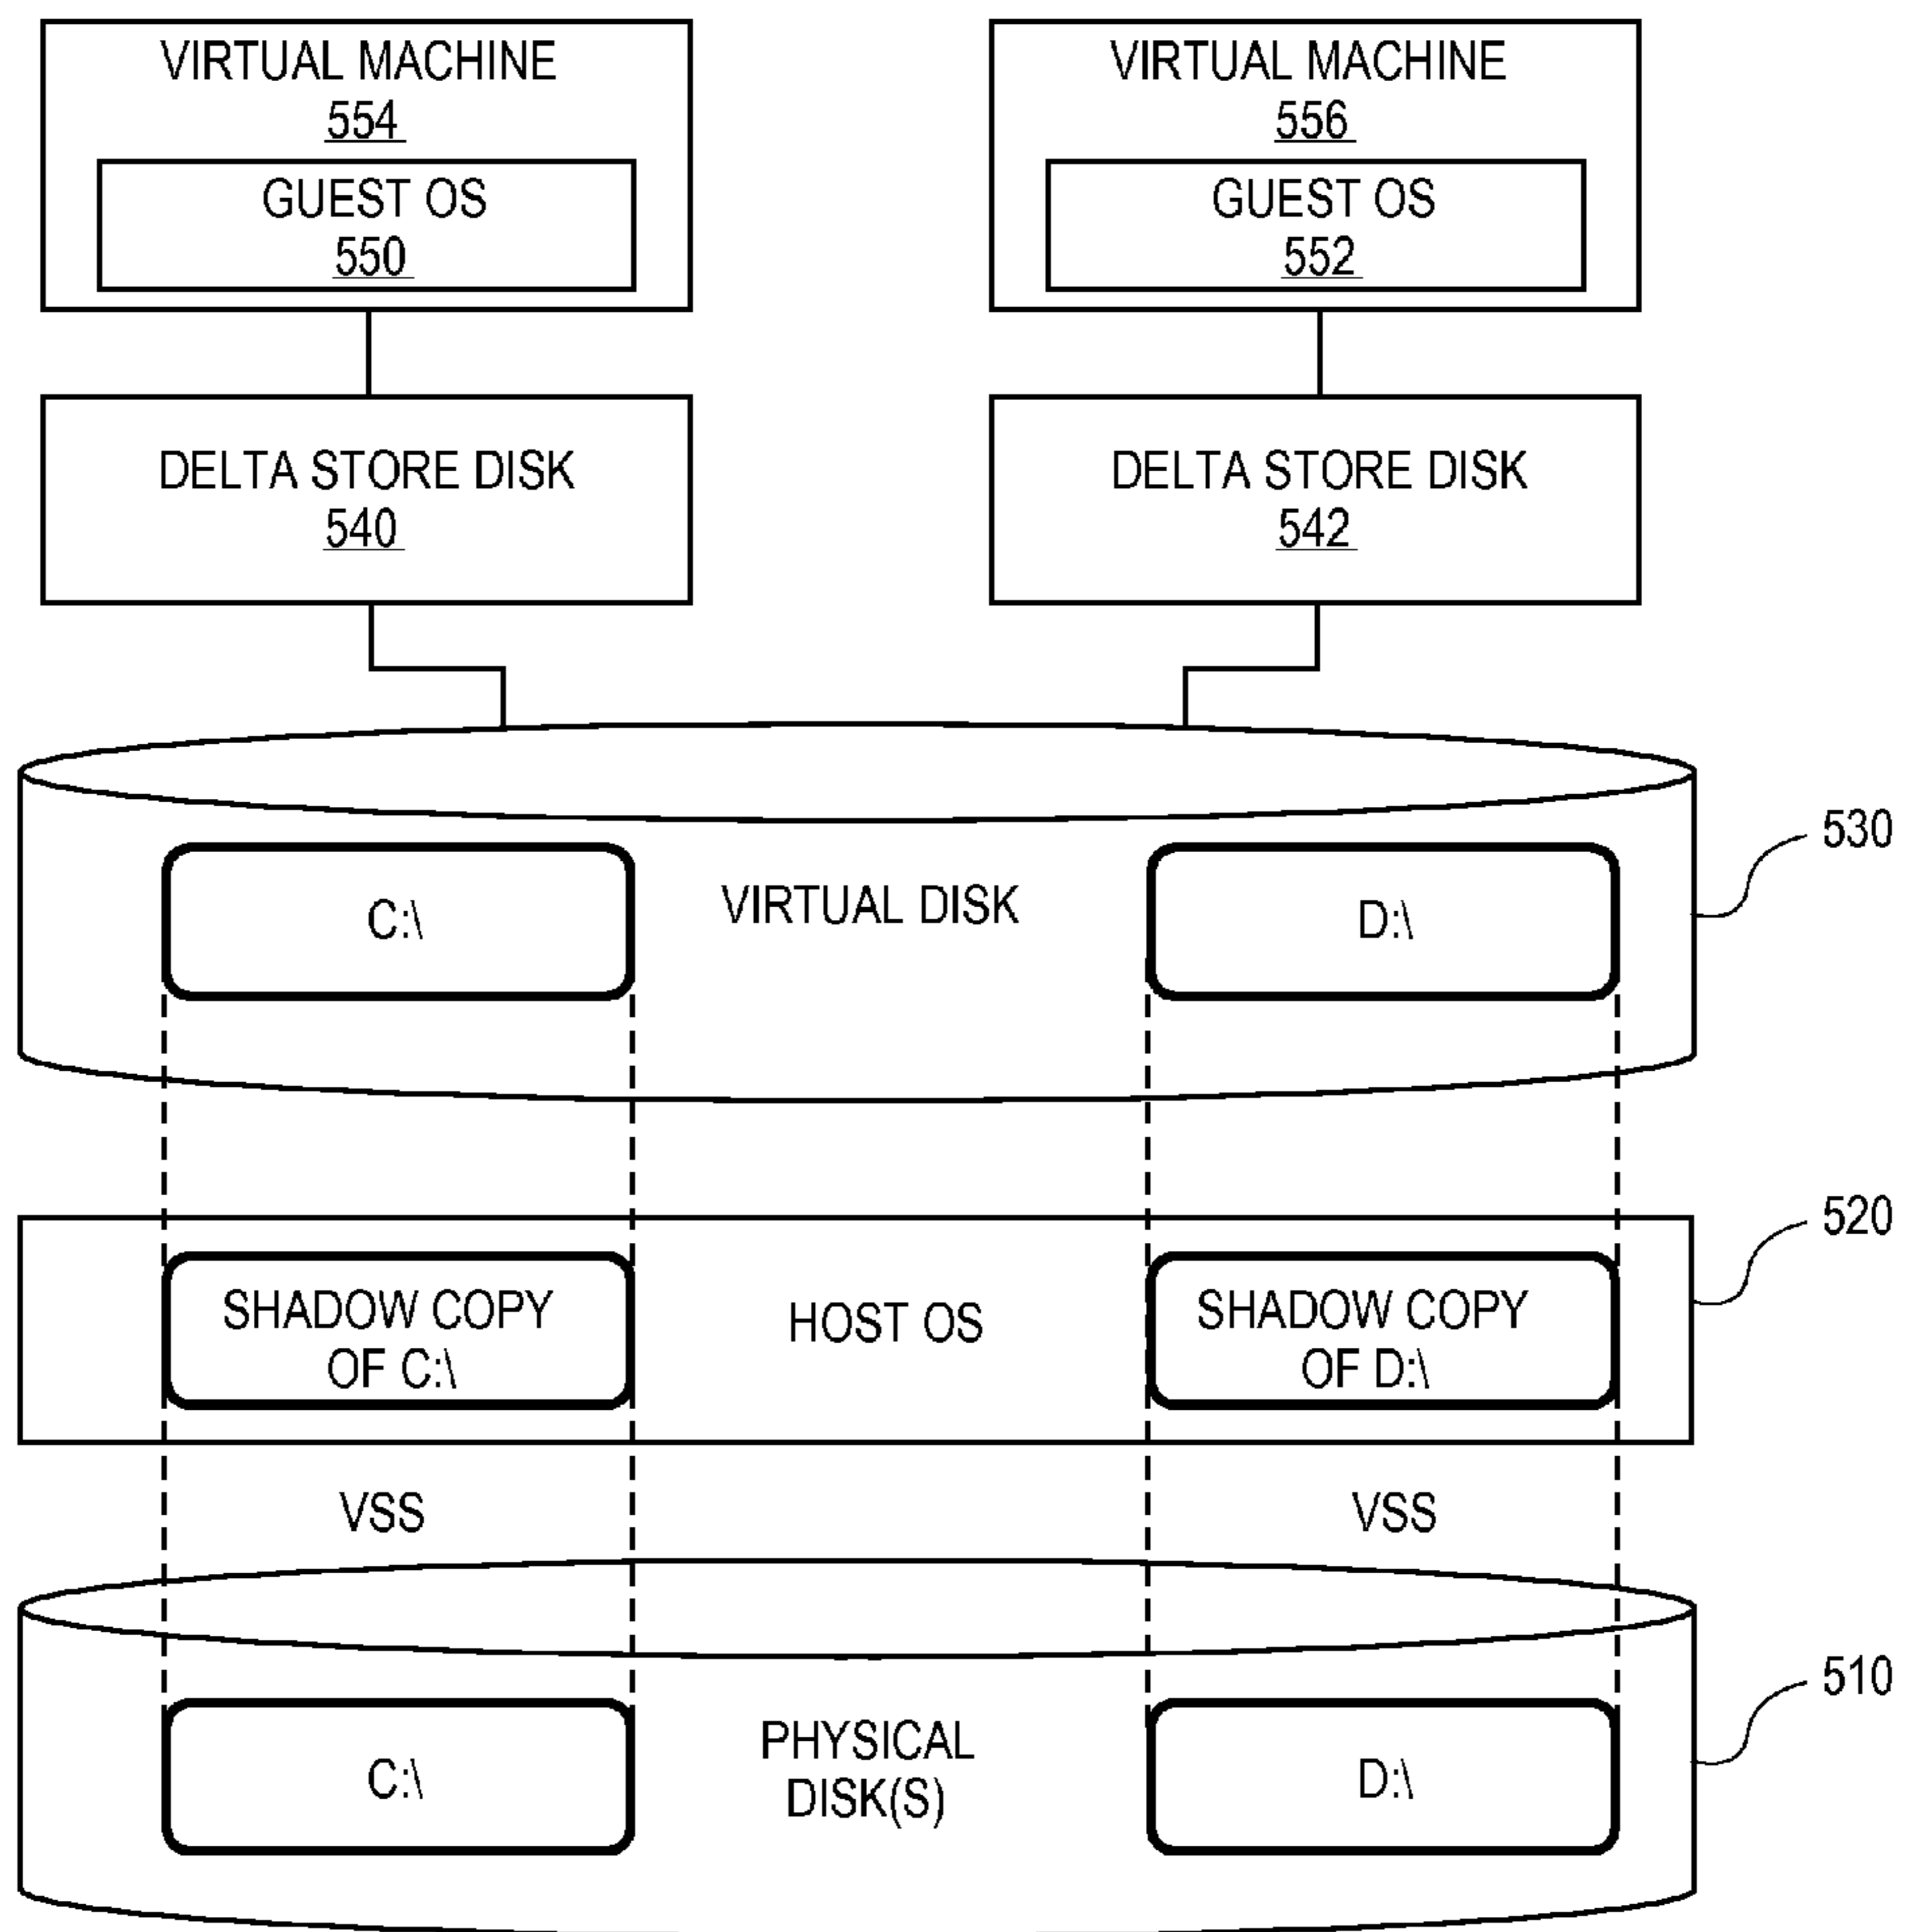 VIRTUAL MACHINE
554
GUEST OS
550
VIRTUAL MACHINE
556
GUEST OS
552
DELTA STORE DISK
540
DELTA STORE DISK
542
530
C:\
VIRTUAL DISK
D:\
520
SHADOW COPY
OF C:\
HOST OS
SHADOW COPY
OF D:\
VSS
VSS
510
C:\
PHYSICAL
DISK(S)
D:\